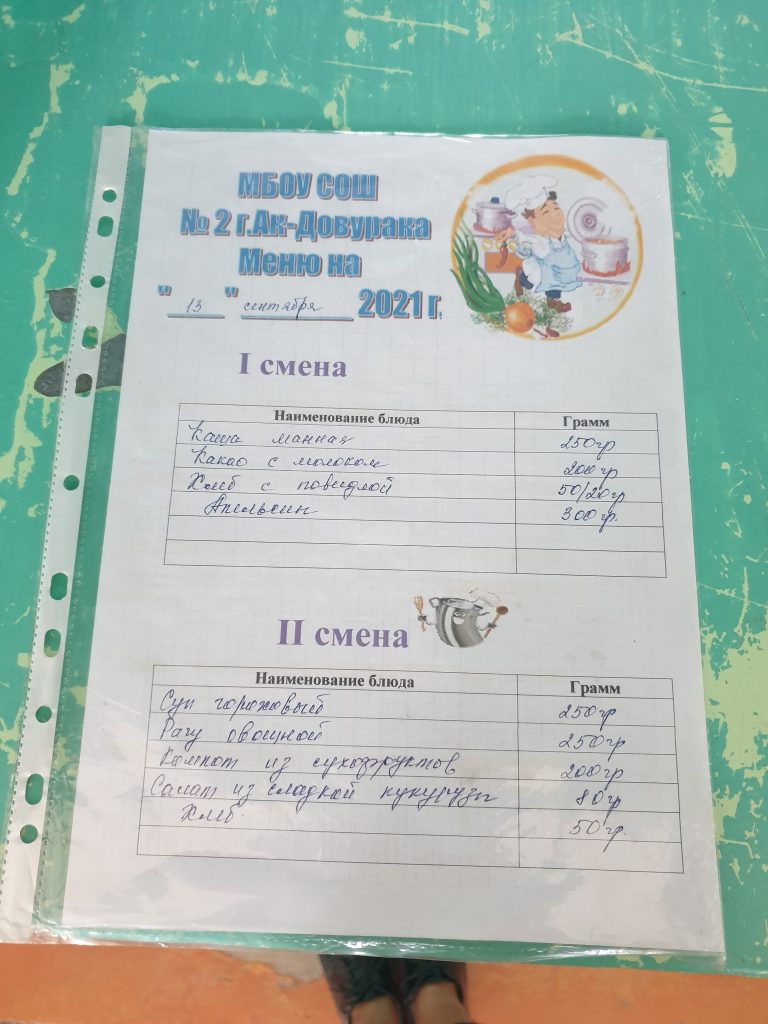 МБОУ СОШ
№ 2 г.Ак-Довурака
Меню на
" 13 " сентября 2021 г.
I смена
Наименование блюда Грамм
Каша манная 250гр
Какао с молоком 200гр
Хлеб с повидлой 50/20гр
Апельсин 300гр.
II смена
Наименование блюда Грамм
Суп гороховый 250гр
Рагу овощной 250гр
Компот из сухофруктов 200гр
Салат из сладкой кукурузы 80гр
Хлеб. 50гр.